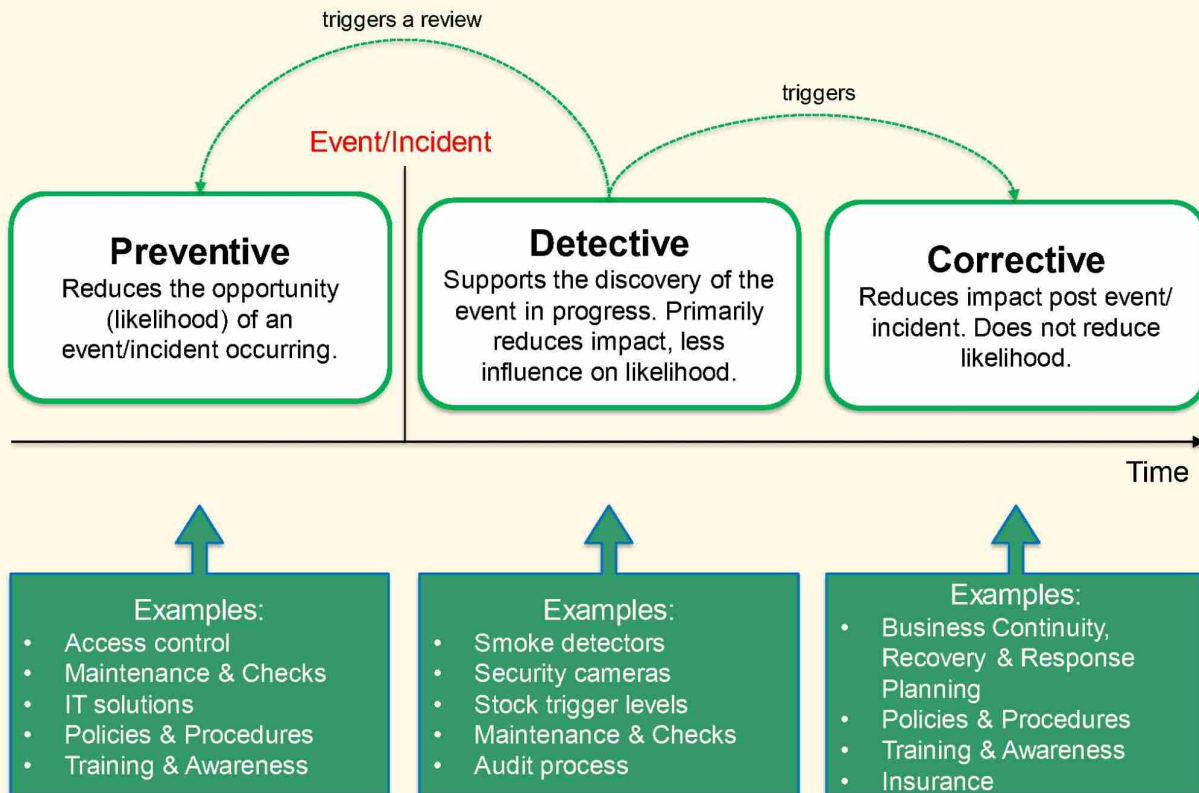 triggers a review
triggers
Event/Incident
Preventive
Reduces the opportunity
(likelihood) of an
event/incident occurring.
Detective
Supports the discovery of the
event in progress. Primarily
reduces impact, less
influence on likelihood.
Corrective
Reduces impact post event/
incident. Does not reduce
likelihood.
Time
Examples:
• Access control
• Maintenance & Checks
• IT solutions
• Policies & Procedures
• Training & Awareness
Examples:
• Smoke detectors
• Security cameras
• Stock trigger levels
• Maintenance & Checks
• Audit process
Examples:
• Business Continuity,
Recovery & Response
Planning
• Policies & Procedures
• Training & Awareness
• Insurance